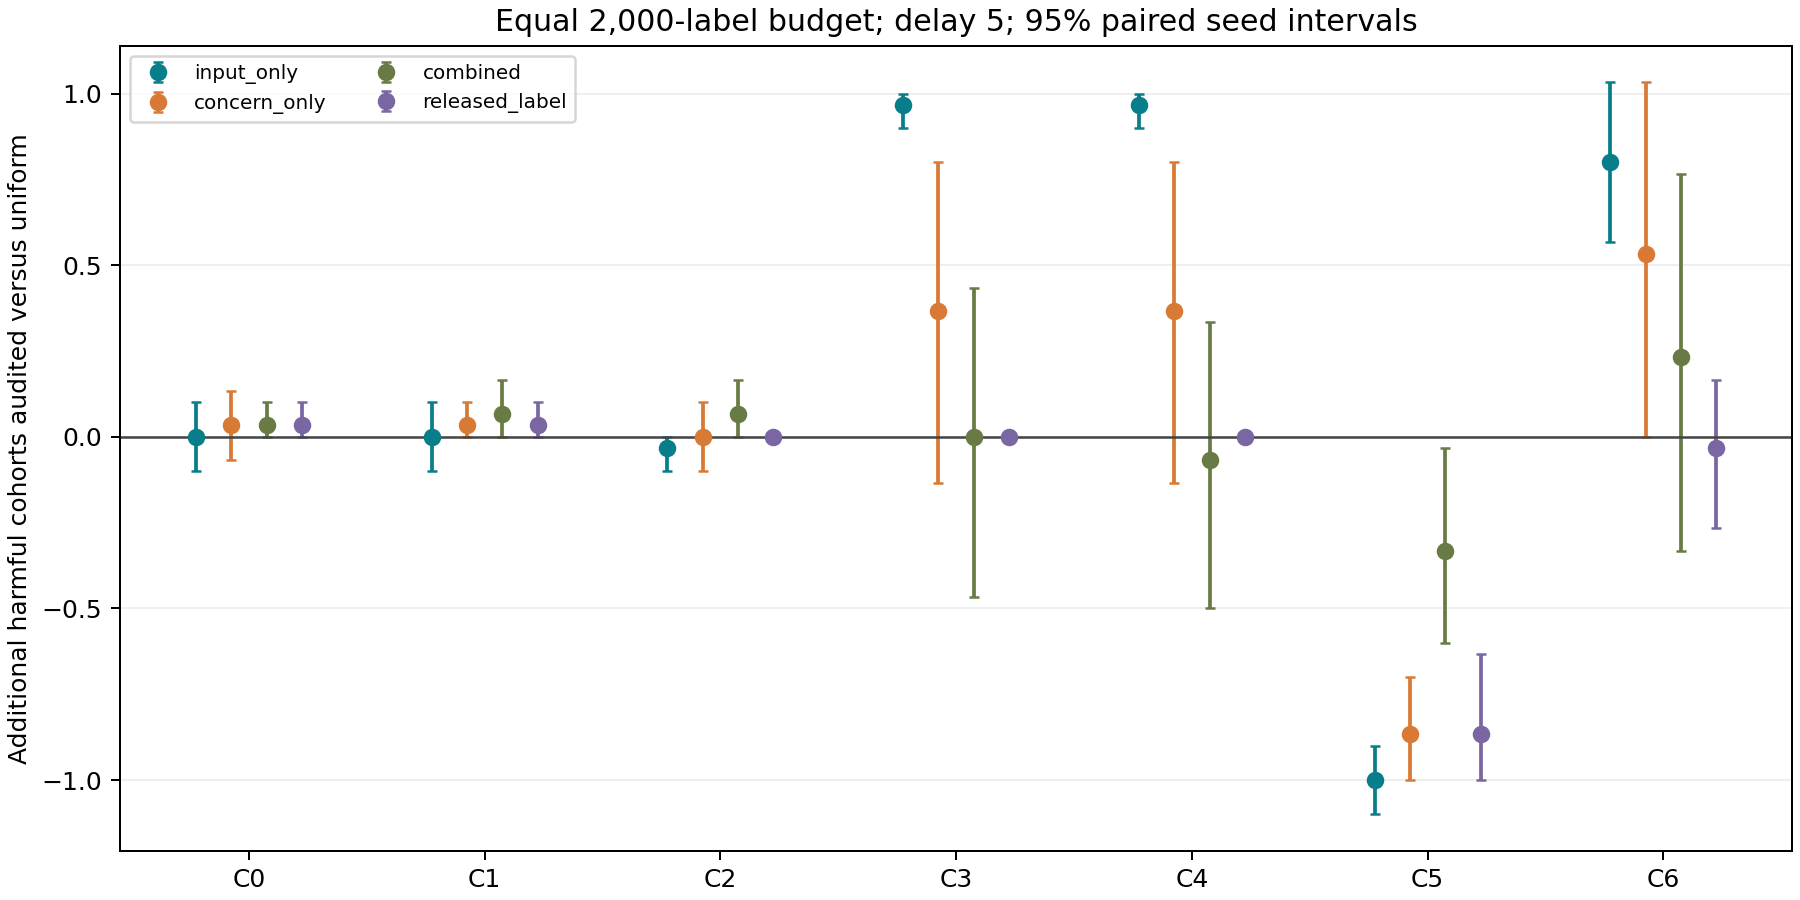 Equal 2,000-label budget; delay 5; 95% paired seed intervals
input_only
concern_only
combined
released_label
Additional harmful cohorts audited versus uniform
1.0
0.5
0.0
−0.5
−1.0
C0
C1
C2
C3
C4
C5
C6